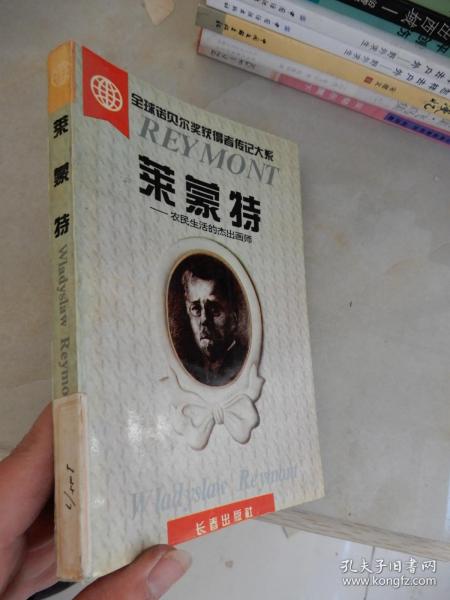 全球诺贝尔奖获得者传记大系
REYMONT
莱蒙特
——农民生活的杰出画师
Wladyslaw Reymont
长春出版社
莱蒙特
Wladyslaw Reymo
孔夫子旧书网
www.kongfz.com